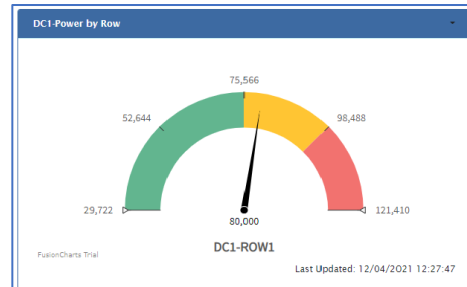 DC1-Power by Row
75,566
52,644
98,488
29,722
121,410
80,000
DC1-ROW1
FusionCharts Trial
Last Updated: 12/04/2021 12:27:47